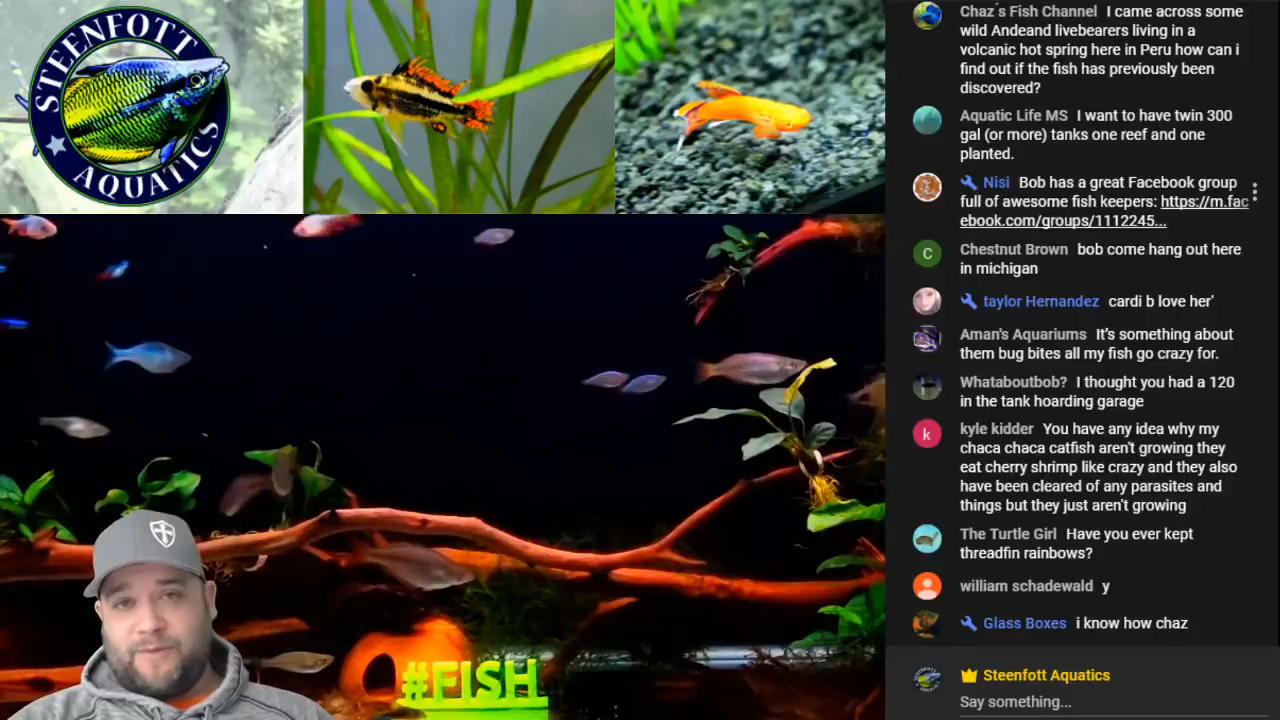 STEENFOTT
AQUATICS
#FISH
Chaz´s Fish Channel I came across some
wild Andeand livebearers living in a
volcanic hot spring here in Peru how can i
find out if the fish has previously been
discovered?
Aquatic Life MS I want to have twin 300
gal (or more) tanks one reef and one
planted.
Nisi Bob has a great Facebook group
full of awesome fish keepers: https://m.fac
ebook.com/groups/1112245...
C Chestnut Brown bob come hang out here
in michigan
taylor Hernandez cardi b love her'
Aman's Aquariums It's something about
them bug bites all my fish go crazy for.
Whataboutbob? I thought you had a 120
in the tank hoarding garage
k kyle kidder You have any idea why my
chaca chaca catfish aren't growing they
eat cherry shrimp like crazy and they also
have been cleared of any parasites and
things but they just aren't growing
The Turtle Girl Have you ever kept
threadfin rainbows?
william schadewald y
Glass Boxes i know how chaz
Steenfott Aquatics
Say something...